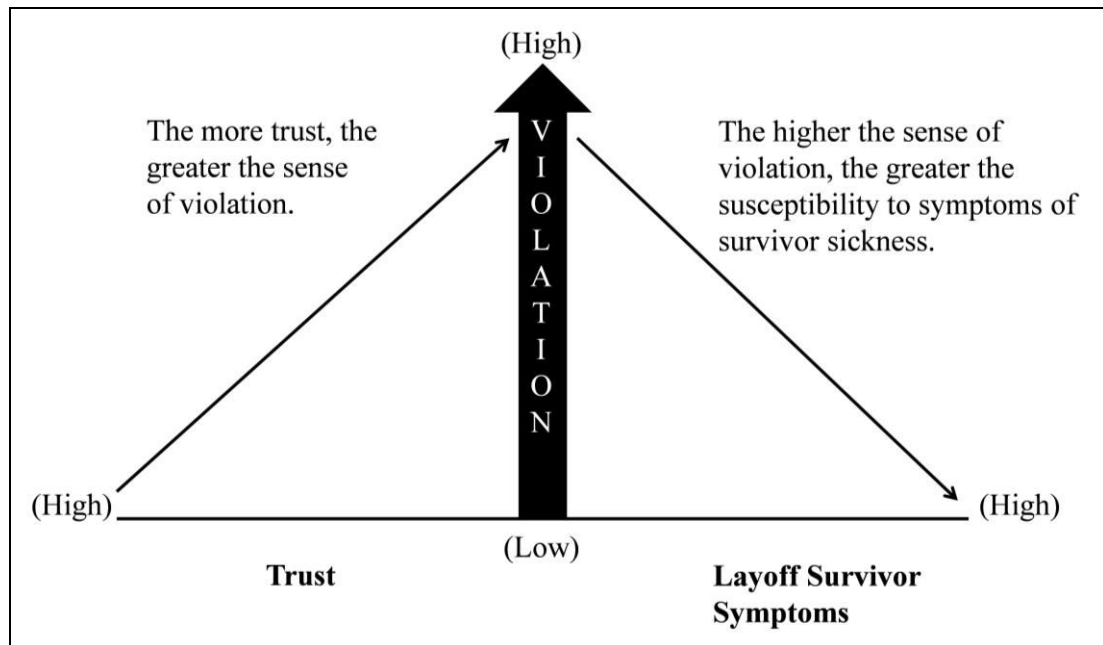 (High)
The more trust, the
greater the sense
of violation.
VIOLATION
The higher the sense of
violation, the greater the
susceptibility to symptoms of
survivor sickness.
(High)
(High)
(Low)
Trust
Layoff Survivor
Symptoms